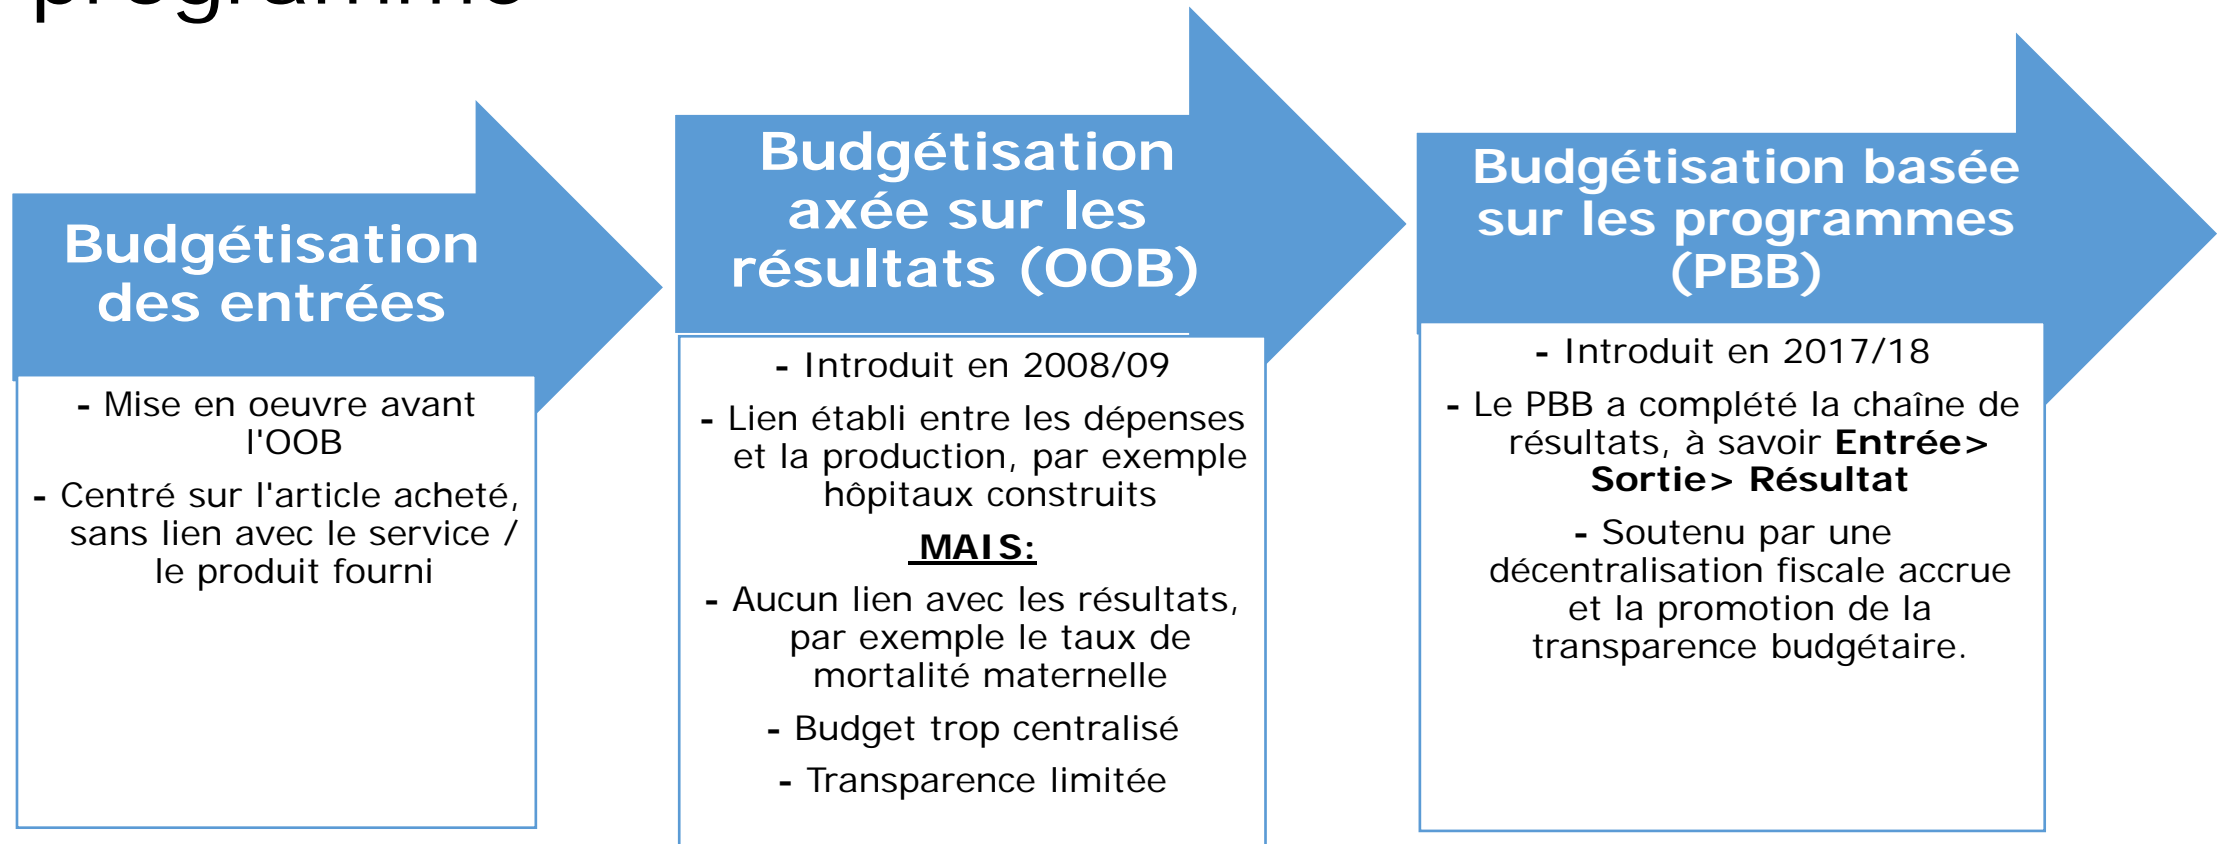 programme
Budgétisation
des entrées
- Mise en oeuvre avant
l'OOB
- Centré sur l'article acheté,
sans lien avec le service /
le produit fourni
Budgétisation
axée sur les
résultats (OOB)
- Introduit en 2008/09
- Lien établi entre les dépenses
et la production, par exemple
hôpitaux construits
MAIS:
- Aucun lien avec les résultats,
par exemple le taux de
mortalité maternelle
- Budget trop centralisé
- Transparence limitée
Budgétisation basée
sur les programmes
(PBB)
- Introduit en 2017/18
- Le PBB a complété la chaîne de
résultats, à savoir Entrée>
Sortie> Résultat
- Soutenu par une
décentralisation fiscale accrue
et la promotion de la
transparence budgétaire.